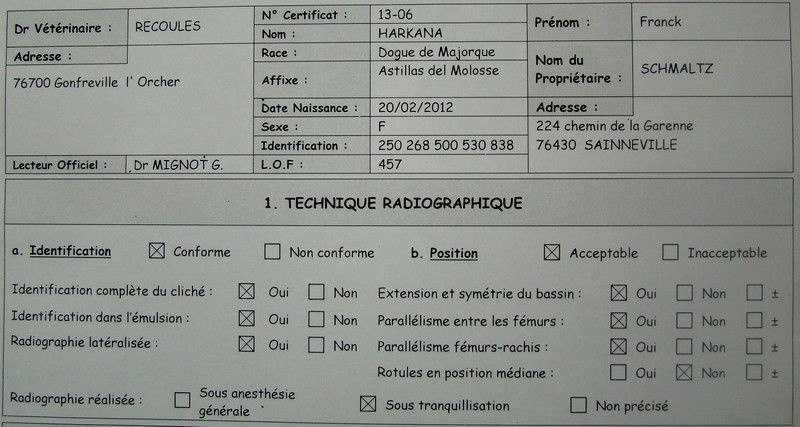 Dr Vétérinaire : RECOULES N° Certificat : 13-06 Prénom : Franck
Nom : HARKANA
Adresse : Race : Dogue de Majorque Nom du Propriétaire : SCHMALTZ
76700 Gonfreville l' Orcher Affixe : Astillas del Molosse
Date Naissance : 20/02/2012 Adresse :
Sexe : F 224 chemin de la Garenne
Identification : 250 268 500 530 838 76430 SAINNEVILLE
Lecteur Officiel : Dr MIGNOT G. L.O.F : 457
1. TECHNIQUE RADIOGRAPHIQUE
a. Identification ☒ Conforme ☐ Non conforme b. Position ☒ Acceptable ☐ Inacceptable
Identification complète du cliché : ☒ Oui ☐ Non Extension et symétrie du bassin : ☒ Oui ☐ Non ☐ ±
Identification dans l'émulsion : ☒ Oui ☐ Non Parallélisme entre les fémurs : ☒ Oui ☐ Non ☐ ±
Radiographie latéralisée : ☒ Oui ☐ Non Parallélisme fémurs-rachis : ☒ Oui ☐ Non ☐ ±
Rotules en position médiane : ☐ Oui ☒ Non ☐ ±
Radiographie réalisée : ☐ Sous anesthésie générale ☒ Sous tranquillisation ☐ Non précisé